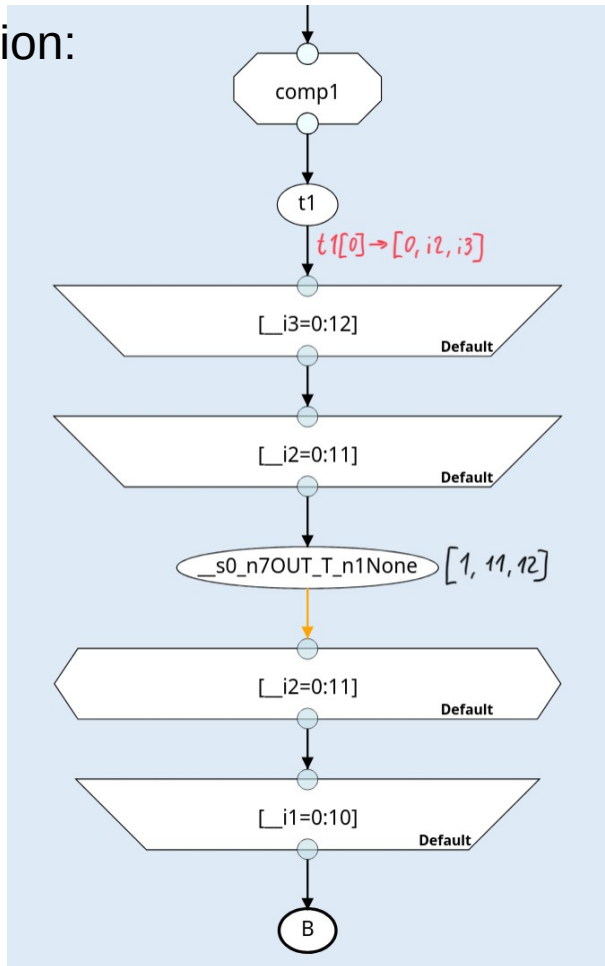 ion:
comp1
t1
t1[0]→[0, i2, i3]
[__i3=0:12]
Default
[__i2=0:11]
Default
__s0_n7OUT_T_n1None [1, 11, 12]
[__i2=0:11]
Default
[__i1=0:10]
Default
B